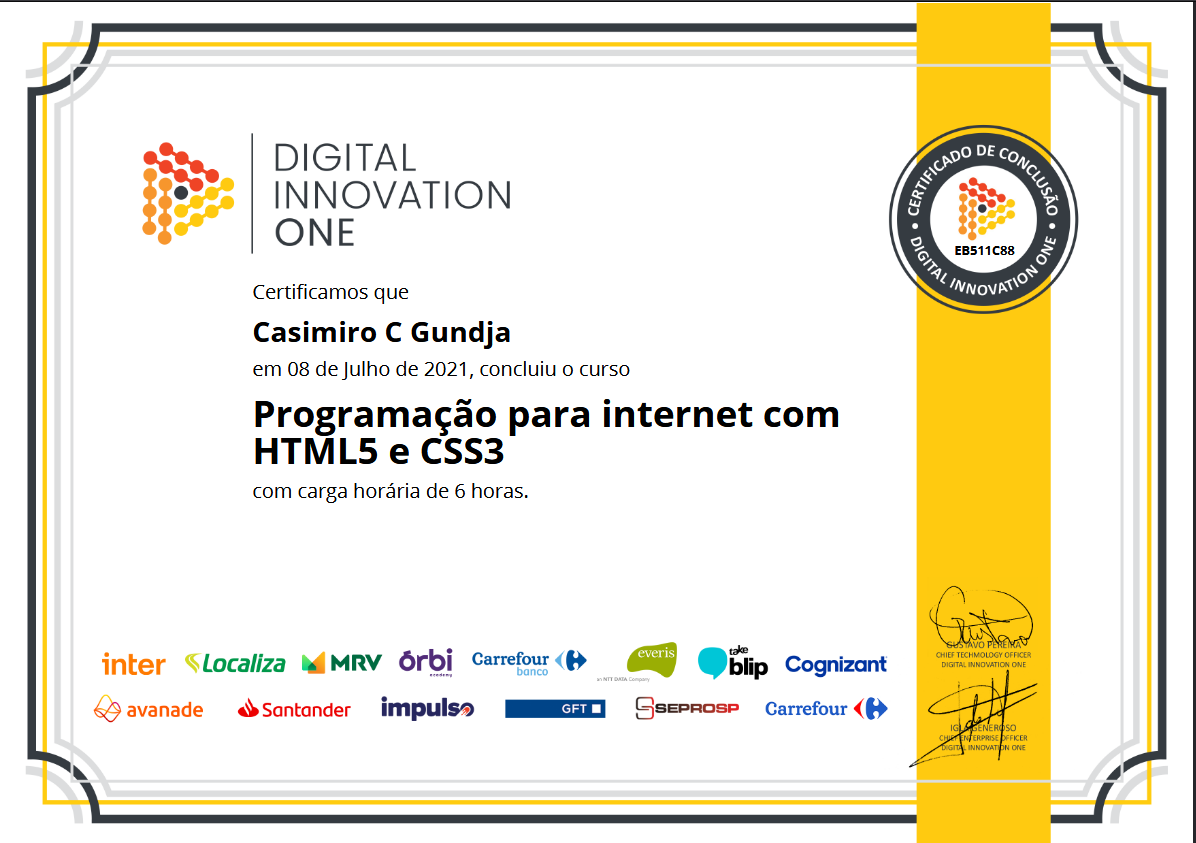 DIGITAL
INNOVATION
ONE
CERTIFICADO DE CONCLUSÃO
EB511C88
DIGITAL INNOVATION ONE
Certificamos que
Casimiro C Gundja
em 08 de Julho de 2021, concluiu o curso
Programação para internet com
HTML5 e CSS3
com carga horária de 6 horas.
GUSTAVO PEREIRA
CHIEF TECHNOLOGY OFFICER
DIGITAL INNOVATION ONE
IGLÁ GENEROSO
CHIEF ENTERPRISE OFFICER
DIGITAL INNOVATION ONE
inter Localiza MRV órbi academy Carrefour banco everis an NTT DATA Company take blip Cognizant
avanade Santander impulso GFT SEPROSP Carrefour